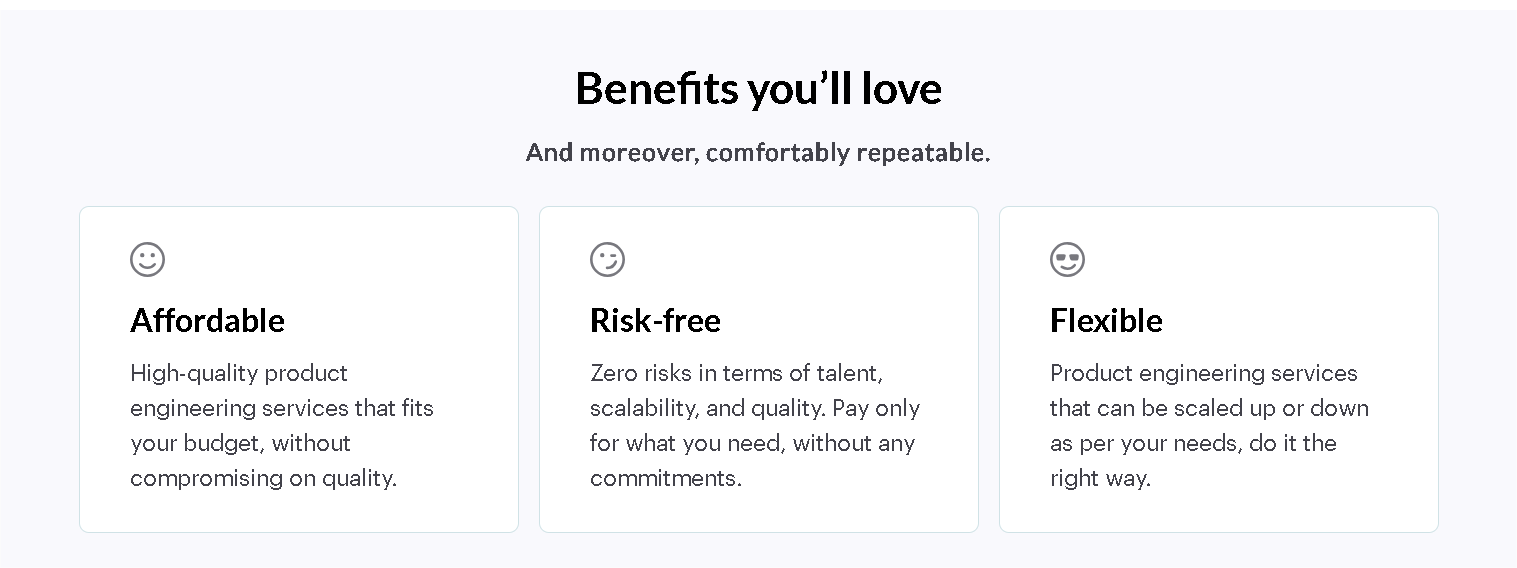 Benefits you’ll love
And moreover, comfortably repeatable.
Affordable
High-quality product
engineering services that fits
your budget, without
compromising on quality.
Risk-free
Zero risks in terms of talent,
scalability, and quality. Pay only
for what you need, without any
commitments.
Flexible
Product engineering services
that can be scaled up or down
as per your needs, do it the
right way.